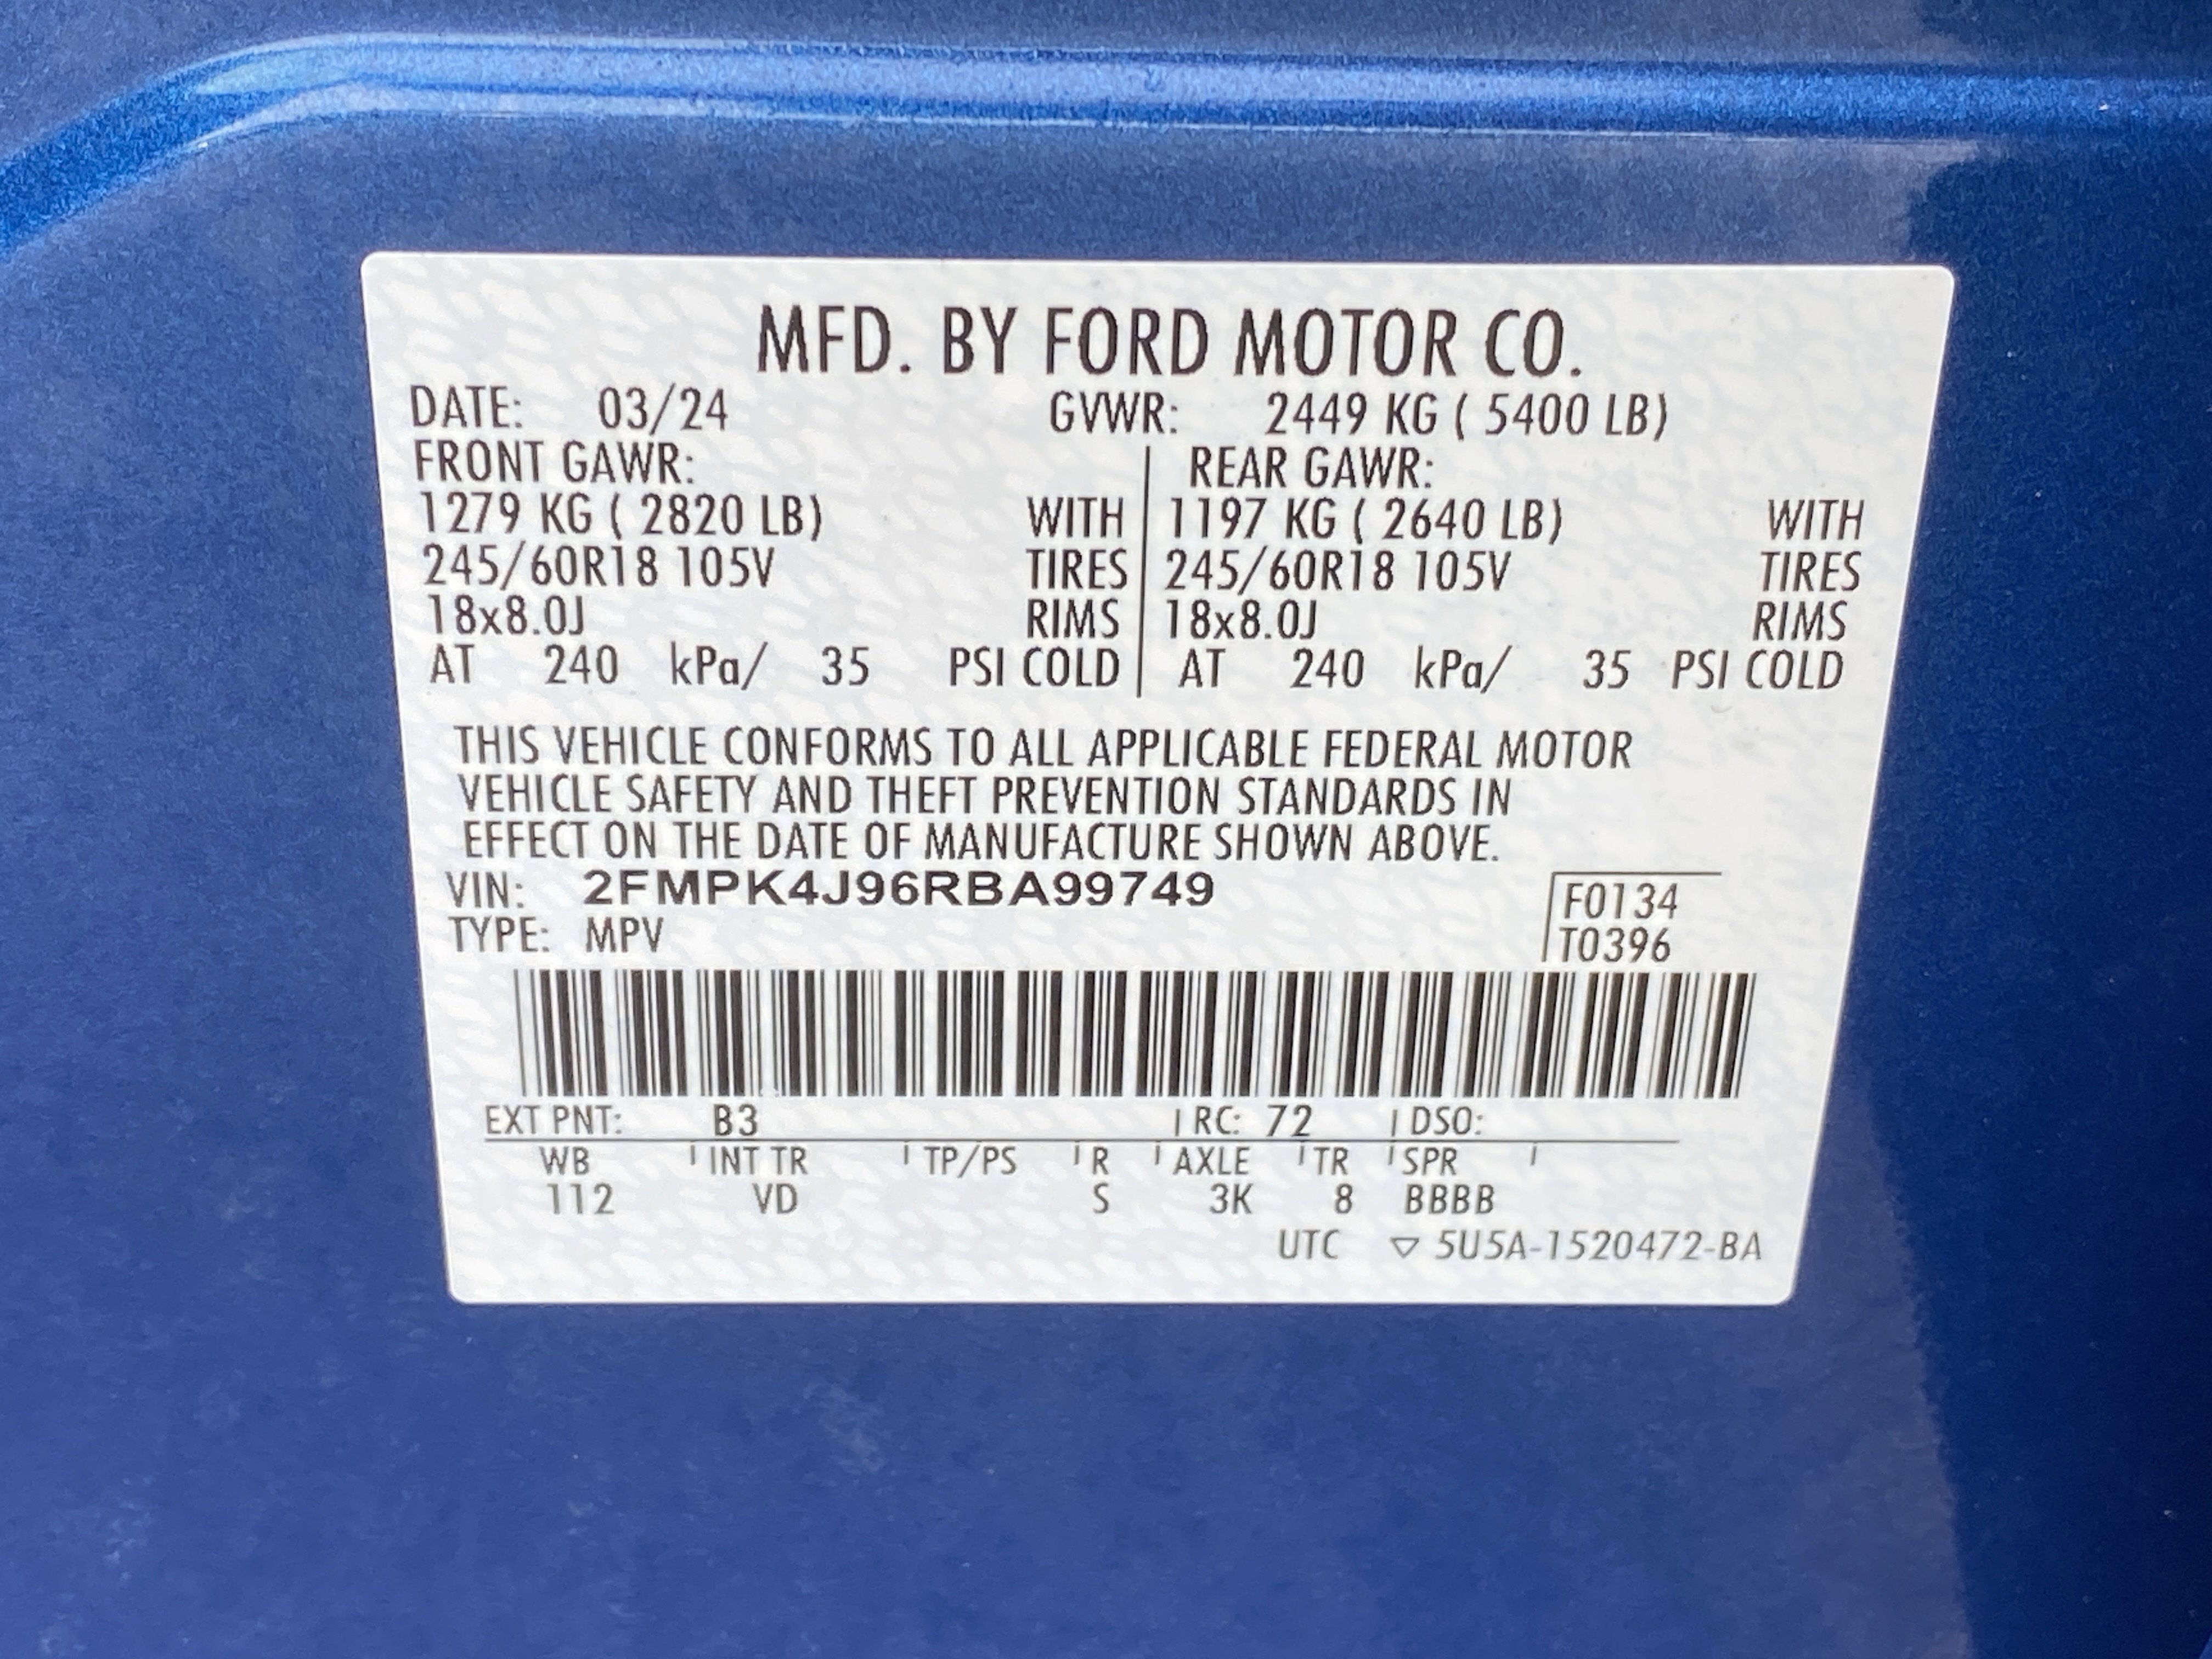 MFD. BY FORD MOTOR CO.
DATE: 03/24 GVWR: 2449 KG ( 5400 LB)
FRONT GAWR: REAR GAWR:
1279 KG ( 2820 LB) WITH 1197 KG ( 2640 LB) WITH
245/60R18 105V TIRES 245/60R18 105V TIRES
18x8.0J RIMS 18x8.0J RIMS
AT 240 kPa/ 35 PSI COLD AT 240 kPa/ 35 PSI COLD
THIS VEHICLE CONFORMS TO ALL APPLICABLE FEDERAL MOTOR
VEHICLE SAFETY AND THEFT PREVENTION STANDARDS IN
EFFECT ON THE DATE OF MANUFACTURE SHOWN ABOVE.
VIN: 2FMPK4J96RBA99749 F0134
TYPE: MPV T0396
EXT PNT: B3 RC: 72 DSO:
WB INT TR TP/PS R AXLE TR SPR
112 VD S 3K 8 BBBB
UTC ▽ 5U5A-1520472-BA